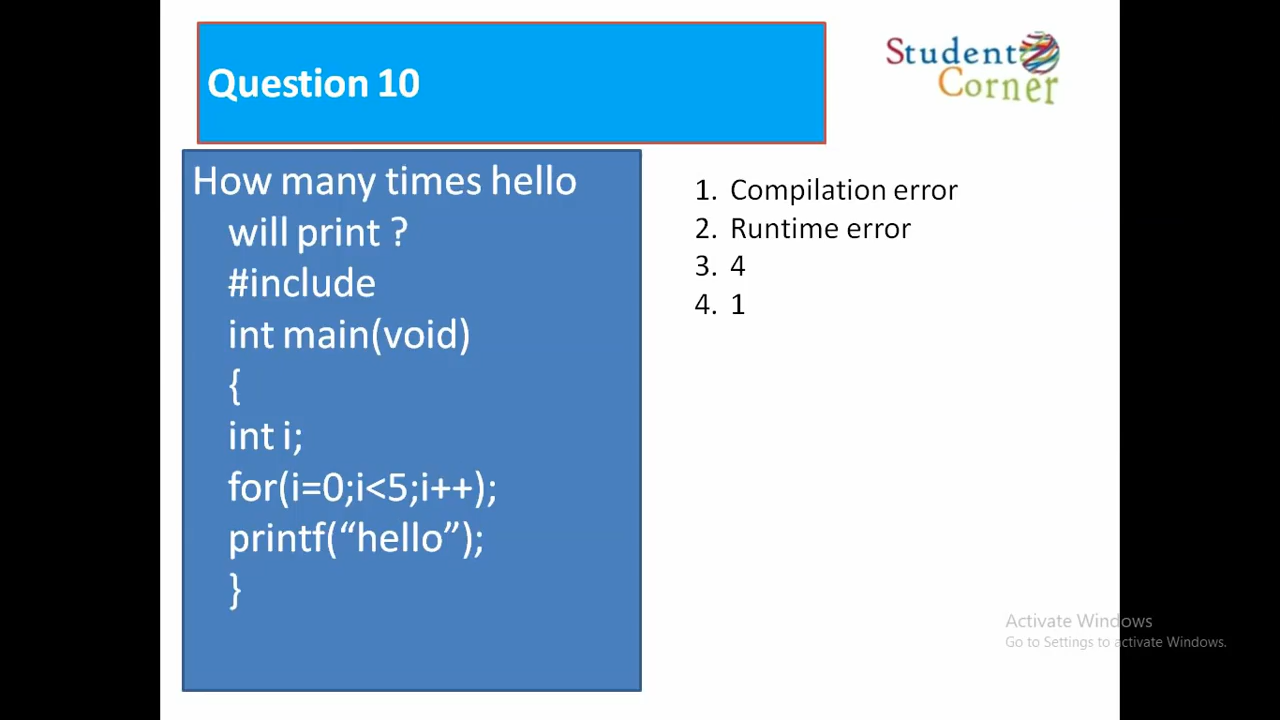 Question 10
Student
Corner
How many times hello
will print ?
#include
int main(void)
{
int i;
for(i=0;i<5;i++);
printf(“hello”);
}
1. Compilation error
2. Runtime error
3. 4
4. 1
Activate Windows
Go to Settings to activate Windows.